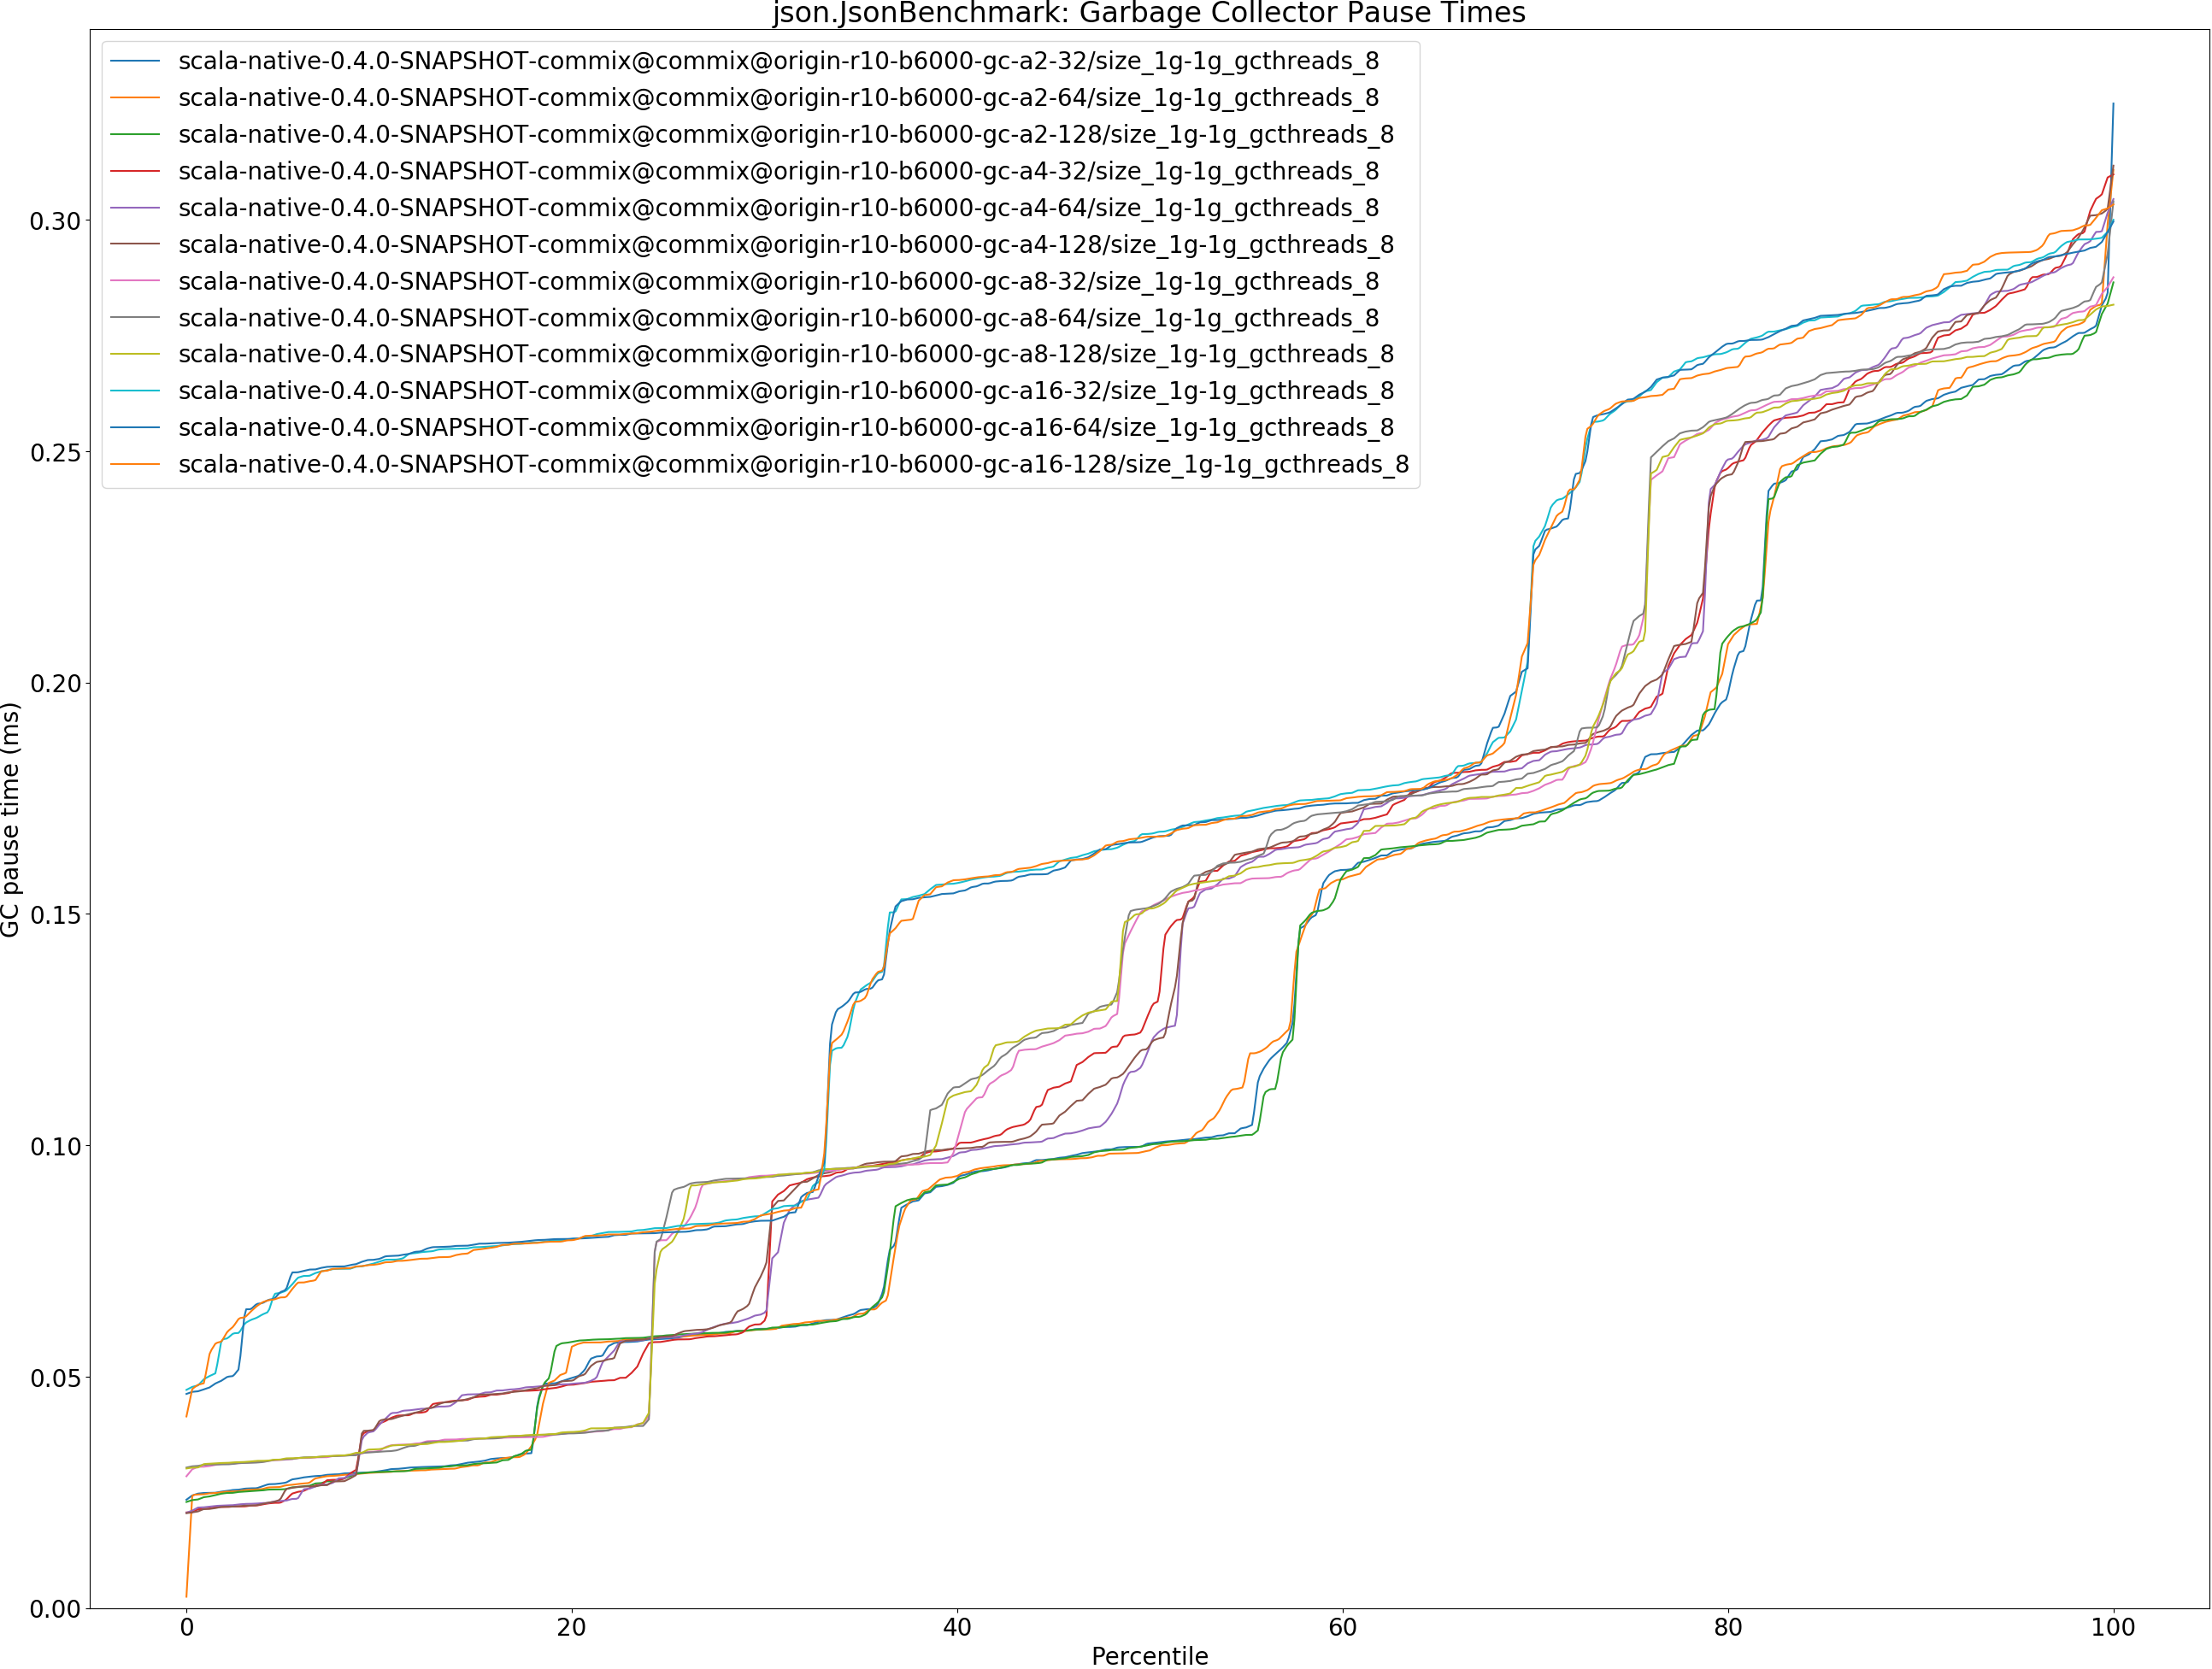 json.JsonBenchmark: Garbage Collector Pause Times
scala-native-0.4.0-SNAPSHOT-commix@commix@origin-r10-b6000-gc-a2-32/size_1g-1g_gcthreads_8
scala-native-0.4.0-SNAPSHOT-commix@commix@origin-r10-b6000-gc-a2-64/size_1g-1g_gcthreads_8
scala-native-0.4.0-SNAPSHOT-commix@commix@origin-r10-b6000-gc-a2-128/size_1g-1g_gcthreads_8
scala-native-0.4.0-SNAPSHOT-commix@commix@origin-r10-b6000-gc-a4-32/size_1g-1g_gcthreads_8
scala-native-0.4.0-SNAPSHOT-commix@commix@origin-r10-b6000-gc-a4-64/size_1g-1g_gcthreads_8
scala-native-0.4.0-SNAPSHOT-commix@commix@origin-r10-b6000-gc-a4-128/size_1g-1g_gcthreads_8
scala-native-0.4.0-SNAPSHOT-commix@commix@origin-r10-b6000-gc-a8-32/size_1g-1g_gcthreads_8
scala-native-0.4.0-SNAPSHOT-commix@commix@origin-r10-b6000-gc-a8-64/size_1g-1g_gcthreads_8
scala-native-0.4.0-SNAPSHOT-commix@commix@origin-r10-b6000-gc-a8-128/size_1g-1g_gcthreads_8
scala-native-0.4.0-SNAPSHOT-commix@commix@origin-r10-b6000-gc-a16-32/size_1g-1g_gcthreads_8
scala-native-0.4.0-SNAPSHOT-commix@commix@origin-r10-b6000-gc-a16-64/size_1g-1g_gcthreads_8
scala-native-0.4.0-SNAPSHOT-commix@commix@origin-r10-b6000-gc-a16-128/size_1g-1g_gcthreads_8
GC pause time (ms)
0.30
0.25
0.20
0.15
0.10
0.05
0.00
0 20 40 60 80 100
Percentile